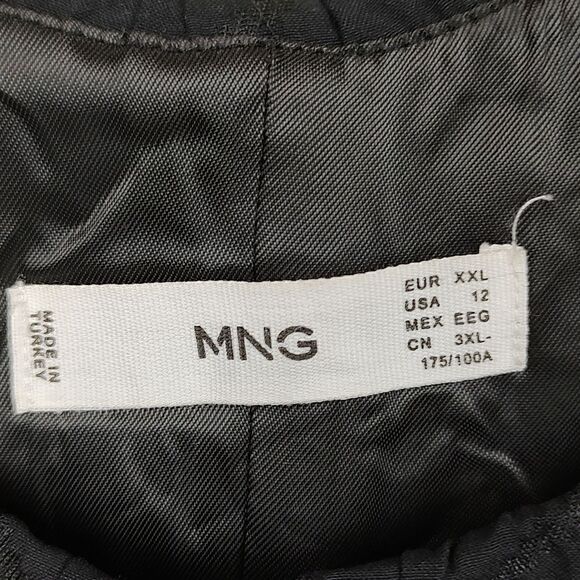 MADE IN
TURKEY
MNG
EUR XXL
USA 12
MEX EEG
CN 3XL-
175/100A